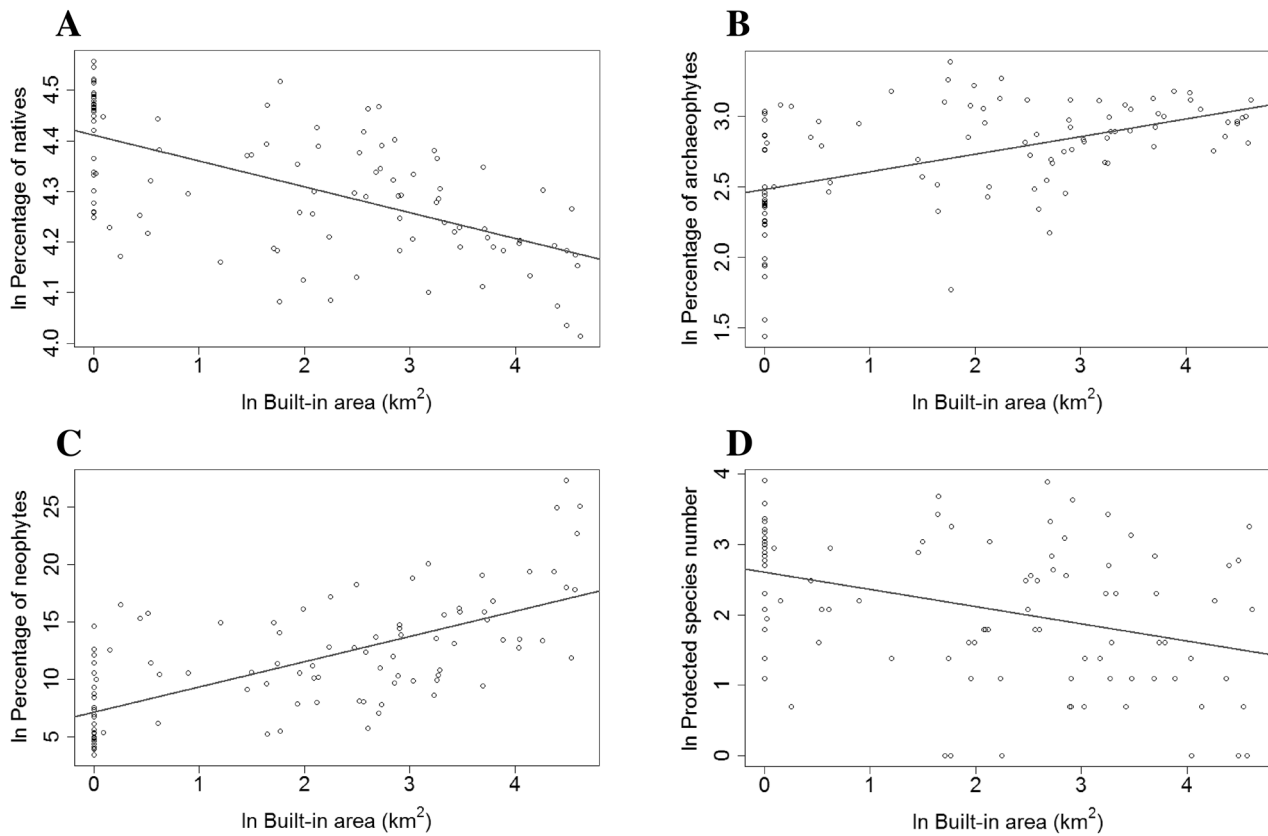 A
ln Percentage of natives
4.5
4.4
4.3
4.2
4.1
4.0
0 1 2 3 4
ln Built-in area (km²)
B
ln Percentage of archaeophytes
3.0
2.5
2.0
1.5
0 1 2 3 4
ln Built-in area (km²)
C
ln Percentage of neophytes
25
20
15
10
5
0 1 2 3 4
ln Built-in area (km²)
D
ln Protected species number
4
3
2
1
0
0 1 2 3 4
ln Built-in area (km²)